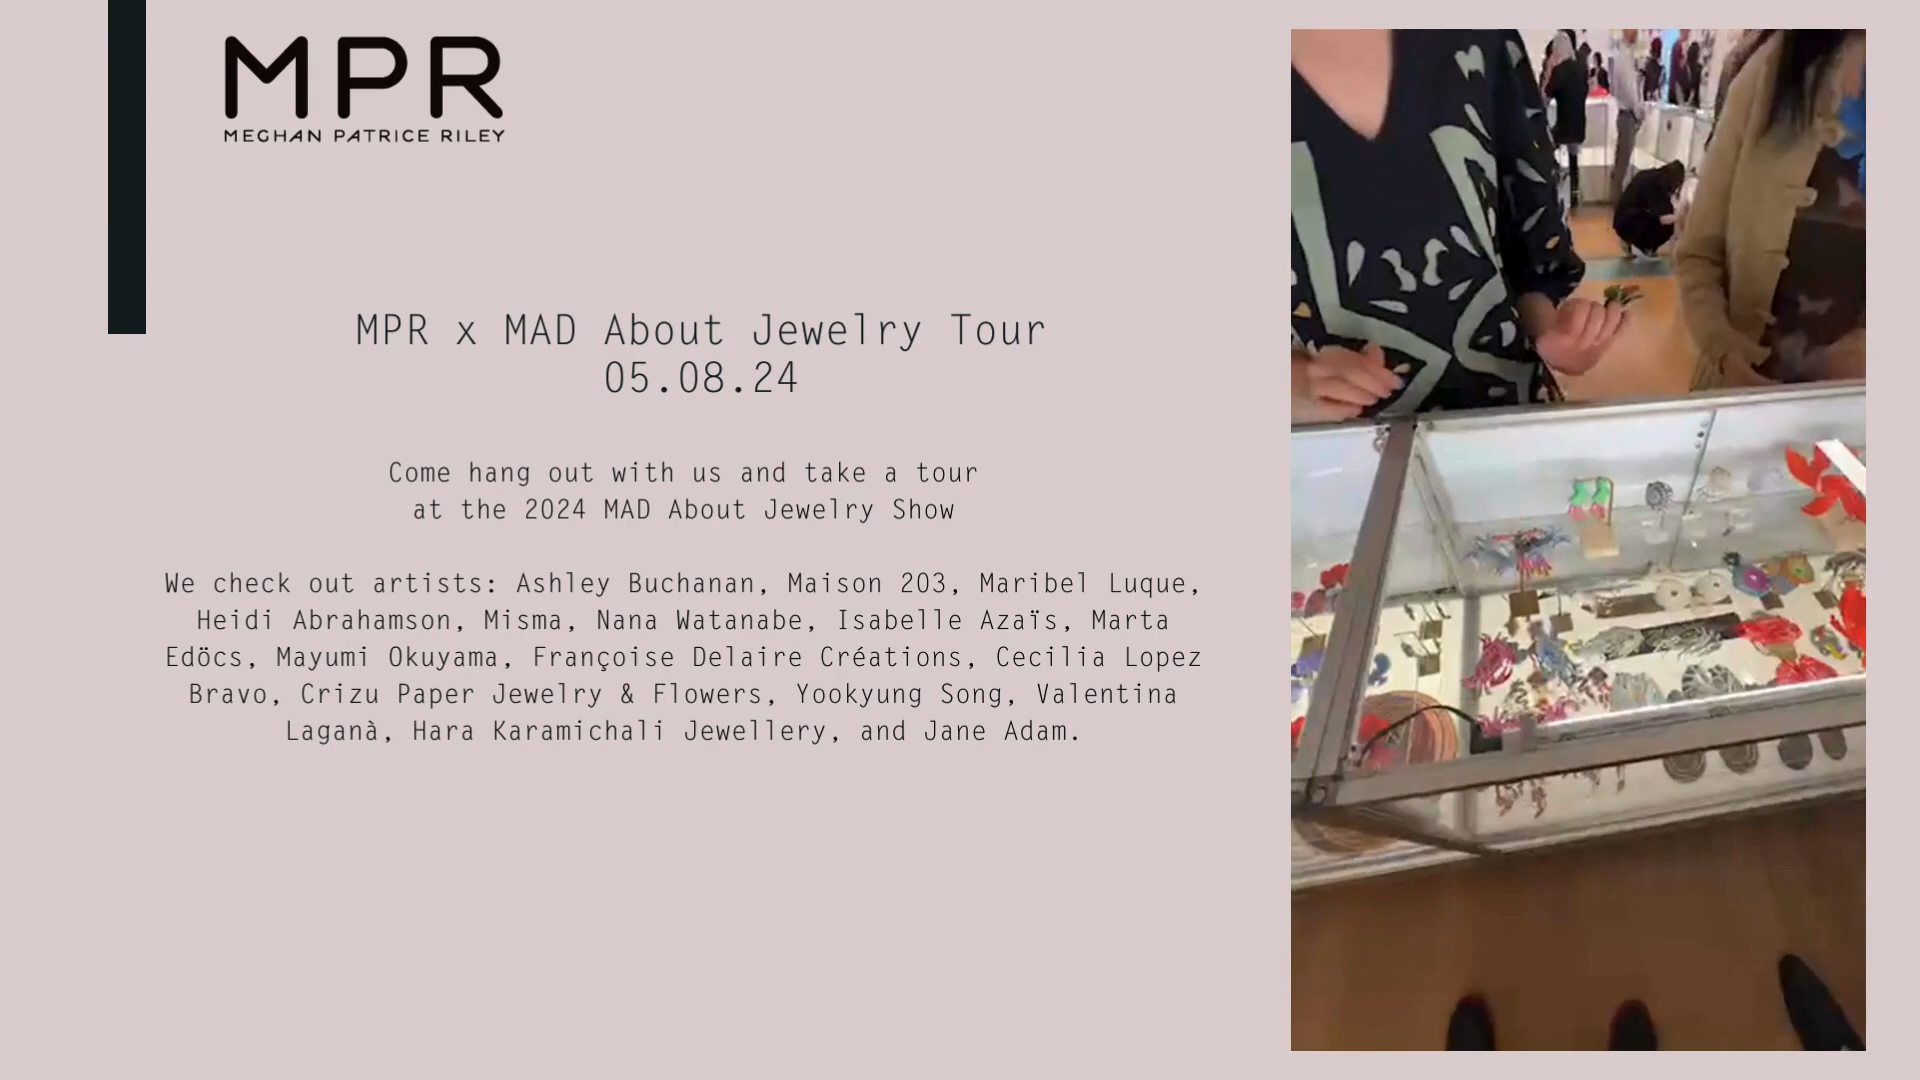 MPR
MEGHAN PATRICE RILEY
MPR x MAD About Jewelry Tour
05.08.24
Come hang out with us and take a tour
at the 2024 MAD About Jewelry Show
We check out artists: Ashley Buchanan, Maison 203, Maribel Luque,
Heidi Abrahamson, Misma, Nana Watanabe, Isabelle Azaïs, Marta
Edöcs, Mayumi Okuyama, Françoise Delaire Créations, Cecilia Lopez
Bravo, Crizu Paper Jewelry & Flowers, Yookyung Song, Valentina
Laganà, Hara Karamichali Jewellery, and Jane Adam.